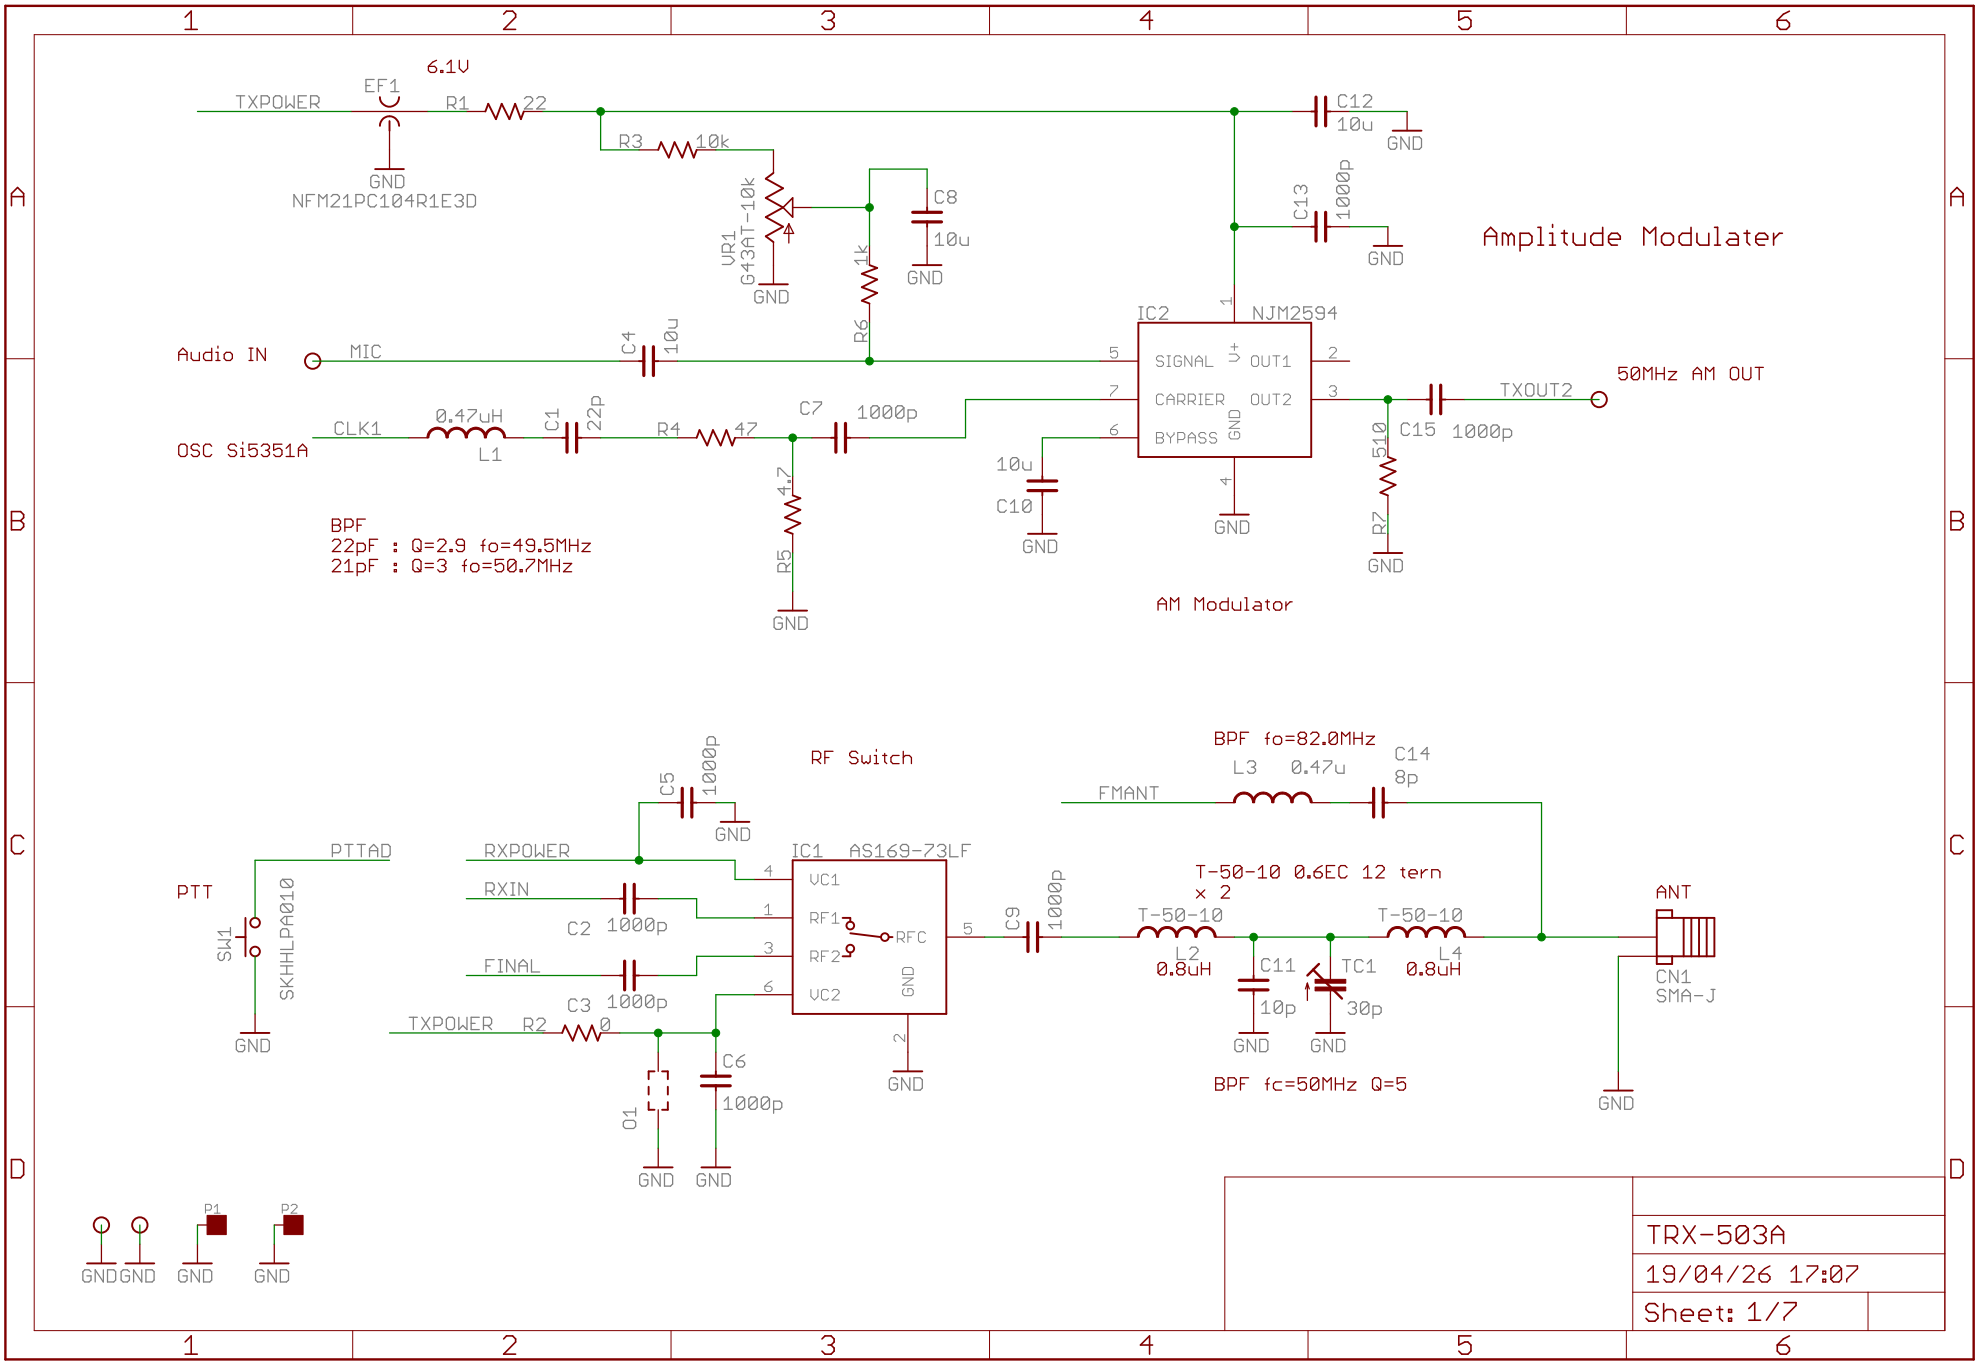 1 2 3 4 5 6
A A
B B
C C
D D
6.1V
TXPOWER
EF1
GND
NFM21PC104R1E3D
R1 22
R3 10k
VR1
G43AT-10k
GND
C8
10u
GND
1k
R6
C12
10u
GND
C13
1000p
GND
Amplitude Modulater
Audio IN
MIC
C4
10u
IC2 NJM2594
1
5 SIGNAL V+ OUT1 2
7 CARRIER OUT2 3
6 BYPASS GND
4
GND
50MHz AM OUT
TXOUT2
C15 1000p
510
R7
GND
OSC Si5351A
CLK1
0.47uH
L1
C1
22p
R4 47
C7 1000p
4.7
R5
GND
10u
C10
GND
BPF
22pF : Q=2.9 fo=49.5MHz
21pF : Q=3 fo=50.7MHz
AM Modulator
RF Switch
C5
1000p
GND
PTT
PTTAD
SW1
SKHHLPA010
GND
RXPOWER
RXIN
C2 1000p
FINAL
C3 1000p
TXPOWER
R2 0
O1
GND
C6
1000p
GND
IC1 AS169-73LF
4 VC1
1 RF1
RFC 5
3 RF2
6 VC2
GND
2
GND
C9
1000p
BPF fo=82.0MHz
FMANT
L3 0.47u
C14
8p
T-50-10 0.6EC 12 tern
x 2
T-50-10
L2
0.8uH
T-50-10
L4
0.8uH
C11
10p
GND
TC1
30p
GND
BPF fc=50MHz Q=5
ANT
CN1
SMA-J
GND
GND
GND
P1
GND
P2
GND
TRX-503A
19/04/26 17:07
Sheet: 1/7
1 2 3 4 5 6